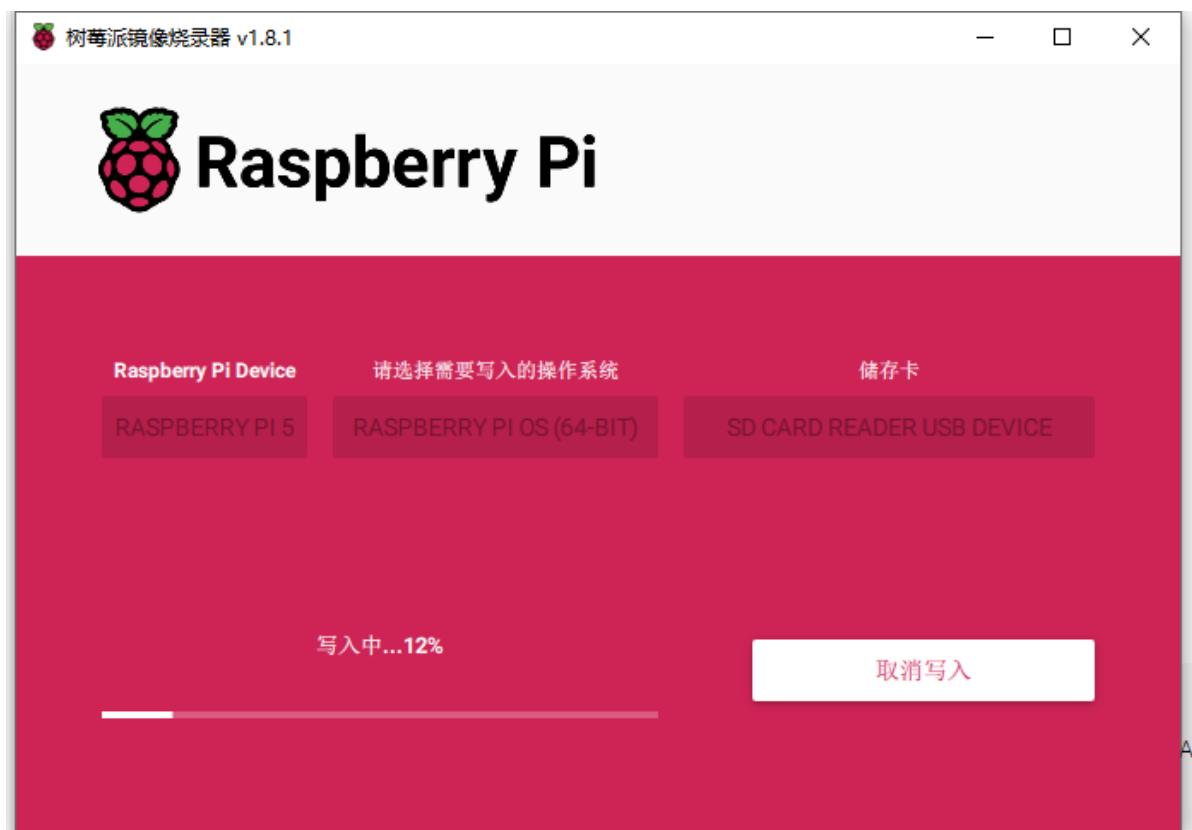 树莓派镜像烧录器 v1.8.1
Raspberry Pi
Raspberry Pi Device
请选择需要写入的操作系统
储存卡
RASPBERRY PI 5
RASPBERRY PI OS (64-BIT)
SD CARD READER USB DEVICE
写入中...12%
取消写入
A